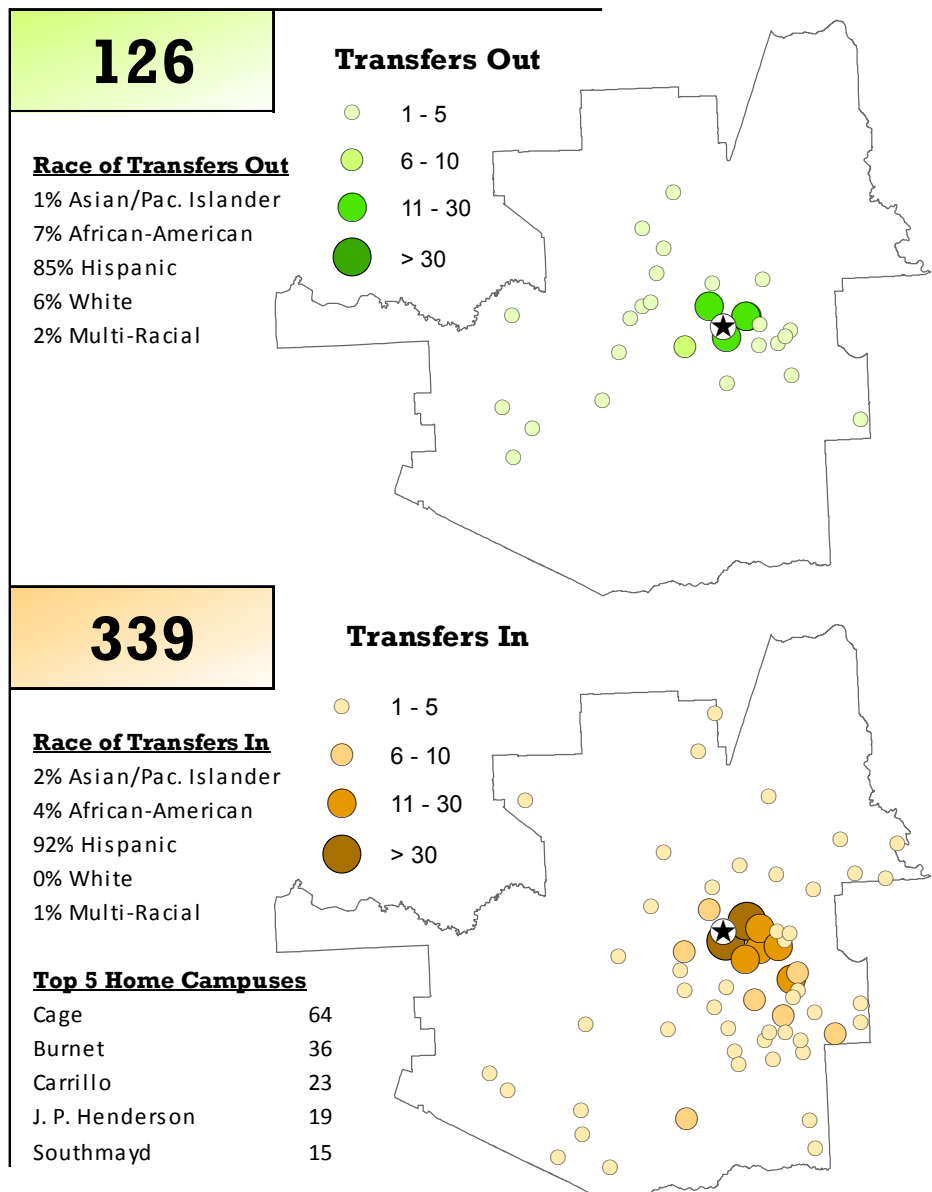 126
Transfers Out
1 - 5
6 - 10
11 - 30
> 30
Race of Transfers Out
1% Asian/Pac. Islander
7% African-American
85% Hispanic
6% White
2% Multi-Racial
339
Transfers In
1 - 5
6 - 10
11 - 30
> 30
Race of Transfers In
2% Asian/Pac. Islander
4% African-American
92% Hispanic
0% White
1% Multi-Racial
Top 5 Home Campuses
Cage 64
Burnet 36
Carrillo 23
J. P. Henderson 19
Southmayd 15